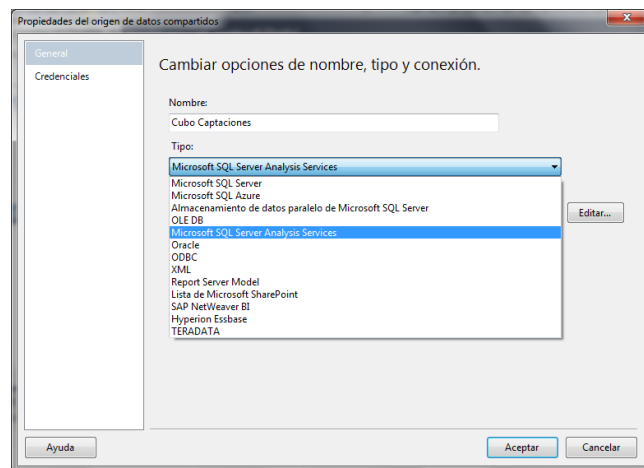 Propiedades del origen de datos compartidos
General
Credenciales
Cambiar opciones de nombre, tipo y conexión.
Nombre:
Cubo Captaciones
Tipo:
Microsoft SQL Server Analysis Services
Microsoft SQL Server
Microsoft SQL Azure
Almacenamiento de datos paralelo de Microsoft SQL Server
OLE DB
Microsoft SQL Server Analysis Services
Oracle
ODBC
XML
Report Server Model
Lista de Microsoft SharePoint
SAP NetWeaver BI
Hyperion Essbase
TERADATA
Editar...
Ayuda
Aceptar
Cancelar